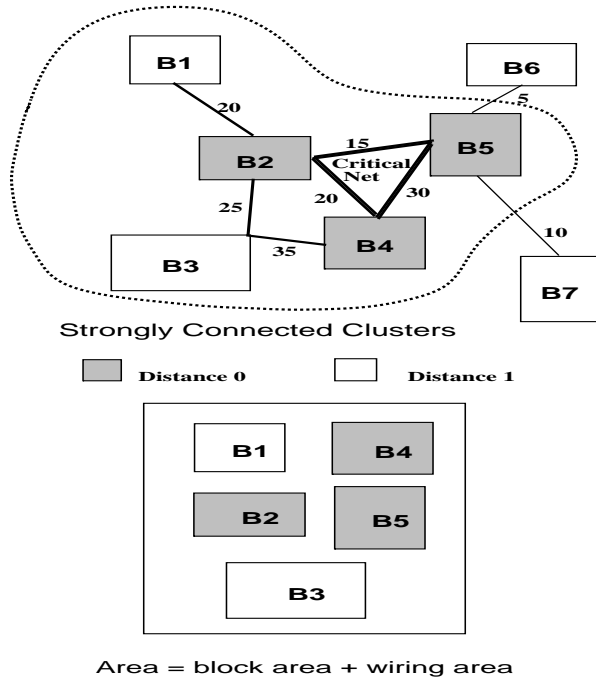 B1
B6
20
5
15
B2
B5
Critical
Net
25
20
30
B4
10
B3
35
B7
Strongly Connected Clusters
Distance 0
Distance 1
B1
B4
B2
B5
B3
Area = block area + wiring area